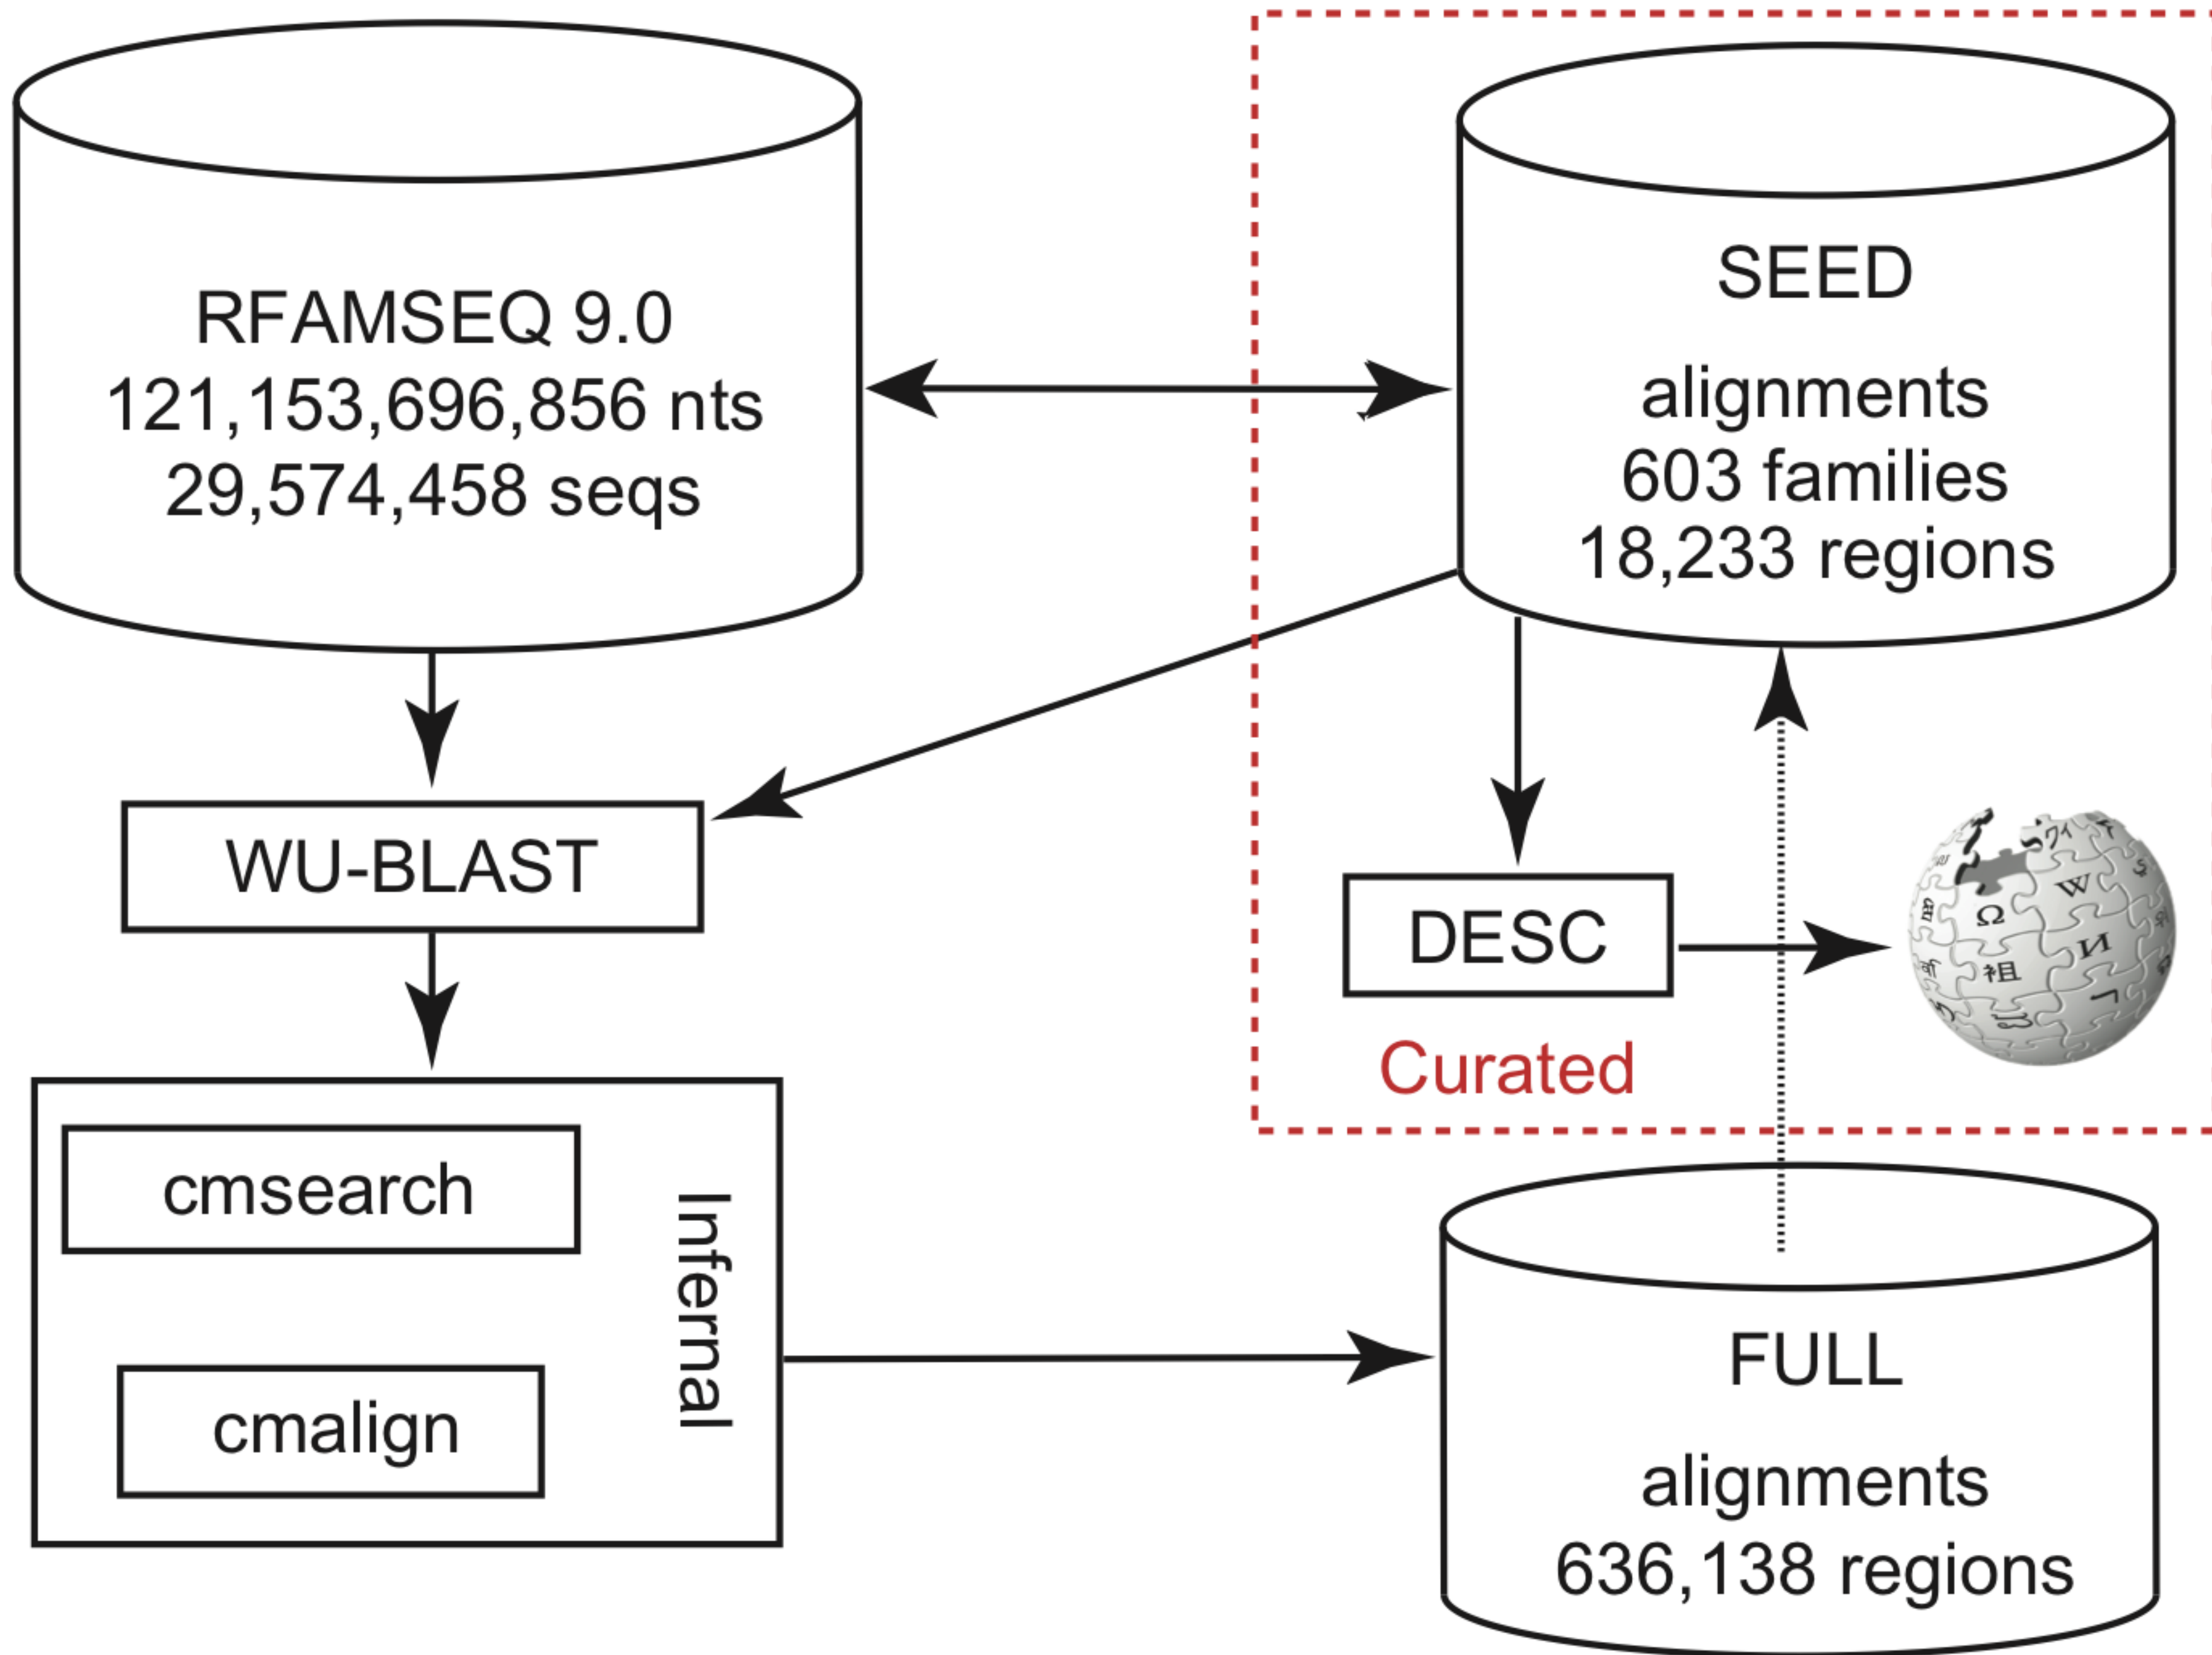 RFAMSEQ 9.0
121,153,696,856 nts
29,574,458 seqs
SEED
alignments
603 families
18,233 regions
WU-BLAST
DESC
Ω
W
И
祖
Curated
cmsearch
cmalign
Infernal
FULL
alignments
636,138 regions